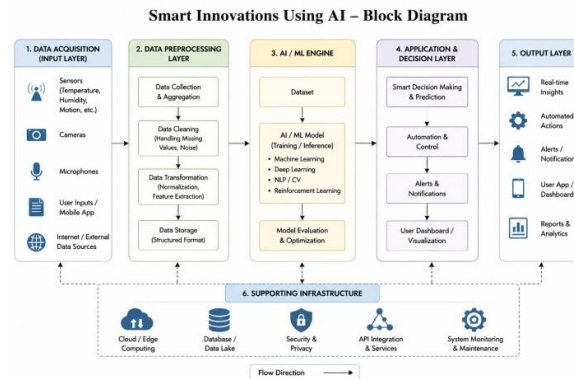 Smart Innovations Using AI – Block Diagram
1. DATA ACQUISITION
(INPUT LAYER)
Sensors
(Temperature,
Humidity,
Motion, etc.)
Cameras
Microphones
User Inputs /
Mobile App
Internet / External
Data Sources
2. DATA PREPROCESSING
LAYER
Data Collection
& Aggregation
Data Cleaning
(Handling Missing
Values, Noise)
Data Transformation
(Normalization,
Feature Extraction)
Data Storage
(Structured Format)
3. AI / ML ENGINE
Dataset
AI / ML Model
(Training / Inference)
• Machine Learning
• Deep Learning
• NLP / CV
• Reinforcement Learning
Model Evaluation
& Optimization
4. APPLICATION &
DECISION LAYER
Smart Decision Making
& Prediction
Automation &
Control
Alerts &
Notifications
User Dashboard /
Visualization
5. OUTPUT LAYER
Real-time
Insights
Automated
Actions
Alerts /
Notifications
User App /
Dashboard
Reports &
Analytics
6. SUPPORTING INFRASTRUCTURE
Cloud / Edge
Computing
Database /
Data Lake
Security &
Privacy
API Integration
& Services
System Monitoring
& Maintenance
Flow Direction